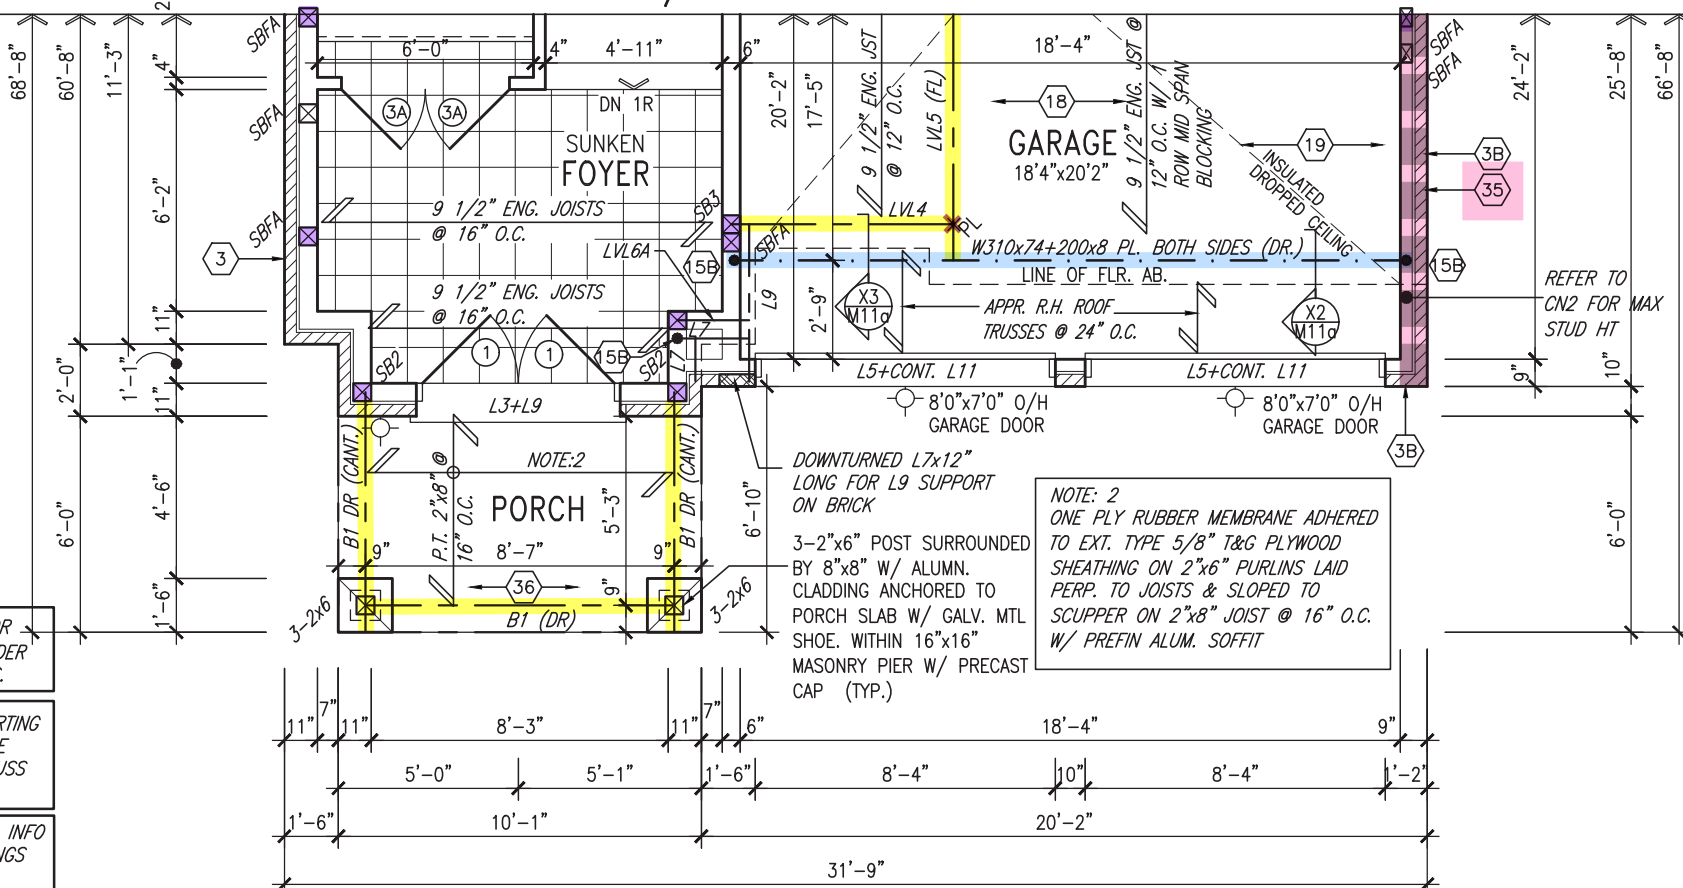 2
68'-8"
60'-8"
11'-3"
4"
6'-2"
11"
2'-0"
1'-1"
11"
6'-0"
4'-6"
1'-6"
SBFA
SBFA
SBFA
6'-0"
4"
4'-11"
6"
18'-4"
3A
3A
DN 1R
SUNKEN
FOYER
9 1/2" ENG. JOISTS
@ 16" O.C.
9 1/2" ENG. JOISTS
@ 16" O.C.
3
LVL6A
SB3
15B
SBFA
L9
L7
L7
15B
SB2
SB2
1
1
L3+L9
20'-2"
17'-5"
2'-9"
9 1/2" ENG. JST
@ 12" O.C.
LVL5 (FL)
LVL4
PL
18
GARAGE
18'4"x20'2"
9 1/2" ENG. JST @
12" O.C. W/ 1
ROW MID SPAN
BLOCKING
19
INSULATED
DROPPED CEILING
W310x74+200x8 PL. BOTH SIDES (DR.)
LINE OF FLR. AB.
X3
M11a
APPR. R.H. ROOF
TRUSSES @ 24" O.C.
X2
M11a
SBFA
SBFA
3B
35
15B
REFER TO
CN2 FOR MAX
STUD HT
24'-2"
25'-8"
66'-8"
9"
10"
6'-0"
L5+CONT. L11
L5+CONT. L11
8'0"x7'0" O/H
GARAGE DOOR
8'0"x7'0" O/H
GARAGE DOOR
3B
B1 DR (CANT.)
NOTE:2
P.T. 2"x8" @
16" O.C.
PORCH
5'-3"
B1 DR (CANT.)
9"
8'-7"
9"
36
9"
B1 (DR)
3-2x6
3-2x6
6'-10"
DOWNTURNED L7x12"
LONG FOR L9 SUPPORT
ON BRICK
3-2"x6" POST SURROUNDED
BY 8"x8" W/ ALUMN.
CLADDING ANCHORED TO
PORCH SLAB W/ GALV. MTL
SHOE. WITHIN 16"x16"
MASONRY PIER W/ PRECAST
CAP (TYP.)
NOTE: 2
ONE PLY RUBBER MEMBRANE ADHERED
TO EXT. TYPE 5/8" T&G PLYWOOD
SHEATHING ON 2"x6" PURLINS LAID
PERP. TO JOISTS & SLOPED TO
SCUPPER ON 2"x8" JOIST @ 16" O.C.
W/ PREFIN ALUM. SOFFIT
OR
DER
C.
RTING
E
USS
INFO
NGS
11"
7"
11"
8'-3"
11"
7"
6"
18'-4"
9"
5'-0"
5'-1"
1'-6"
8'-4"
10"
8'-4"
1'-2"
1'-6"
10'-1"
20'-2"
31'-9"